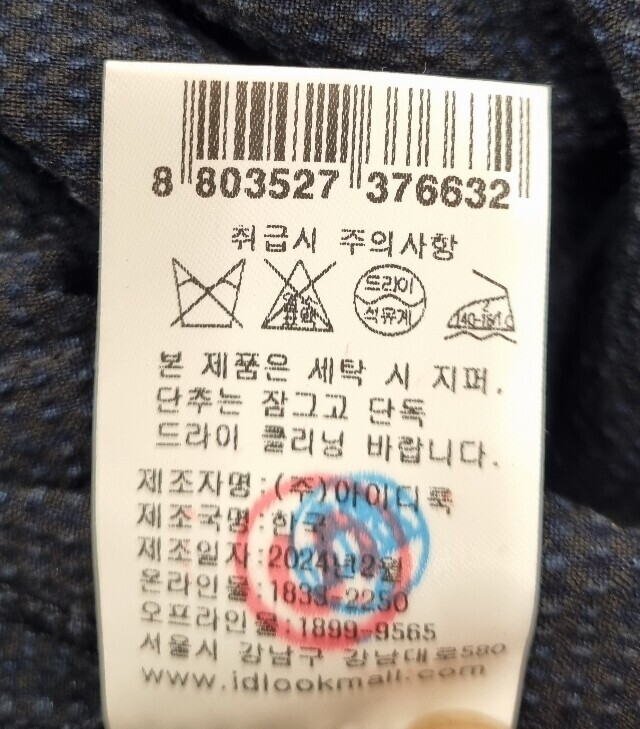 8 803527 376632
취급시 주의사항
염소 표백 드라이 석유계 2 140-160℃
본 제품은 세탁 시 지퍼.
단추는 잠그고 단독
드라이 클리닝 바랍니다.
제조자명:(주)아이디룩
제조국명:한국
제조일자:2024년2월
온라인몰:1833-2250
오프라인몰:1899-9565
서울시 강남구 강남대로580
www.idlookmall.com